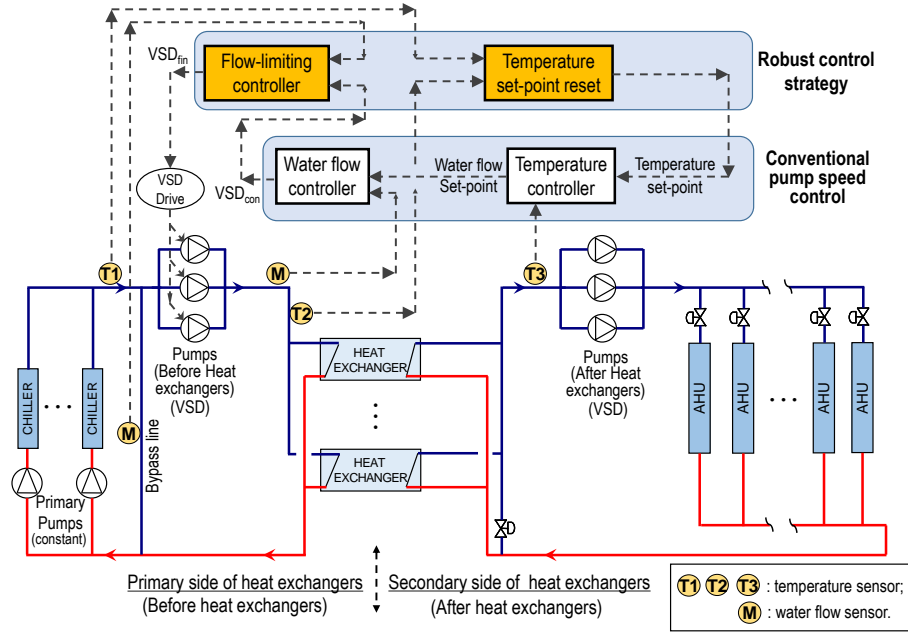 VSD_fin
Flow-limiting
controller
Temperature
set-point reset
Robust control
strategy
VSD
Drive
VSD_con
Water flow
controller
Water flow
Set-point
Temperature
controller
Temperature
set-point
Conventional
pump speed
control
T1
M
T2
T3
Pumps
(Before Heat
exchangers)
(VSD)
HEAT
EXCHANGER
Pumps
(After Heat
exchangers)
(VSD)
CHILLER
...
CHILLER
M
Bypass line
...
HEAT
EXCHANGER
AHU
AHU
...
AHU
AHU
Primary
Pumps
(constant)
Primary side of heat exchangers
(Before heat exchangers)
Secondary side of heat exchangers
(After heat exchangers)
T1 T2 T3 : temperature sensor;
M : water flow sensor.